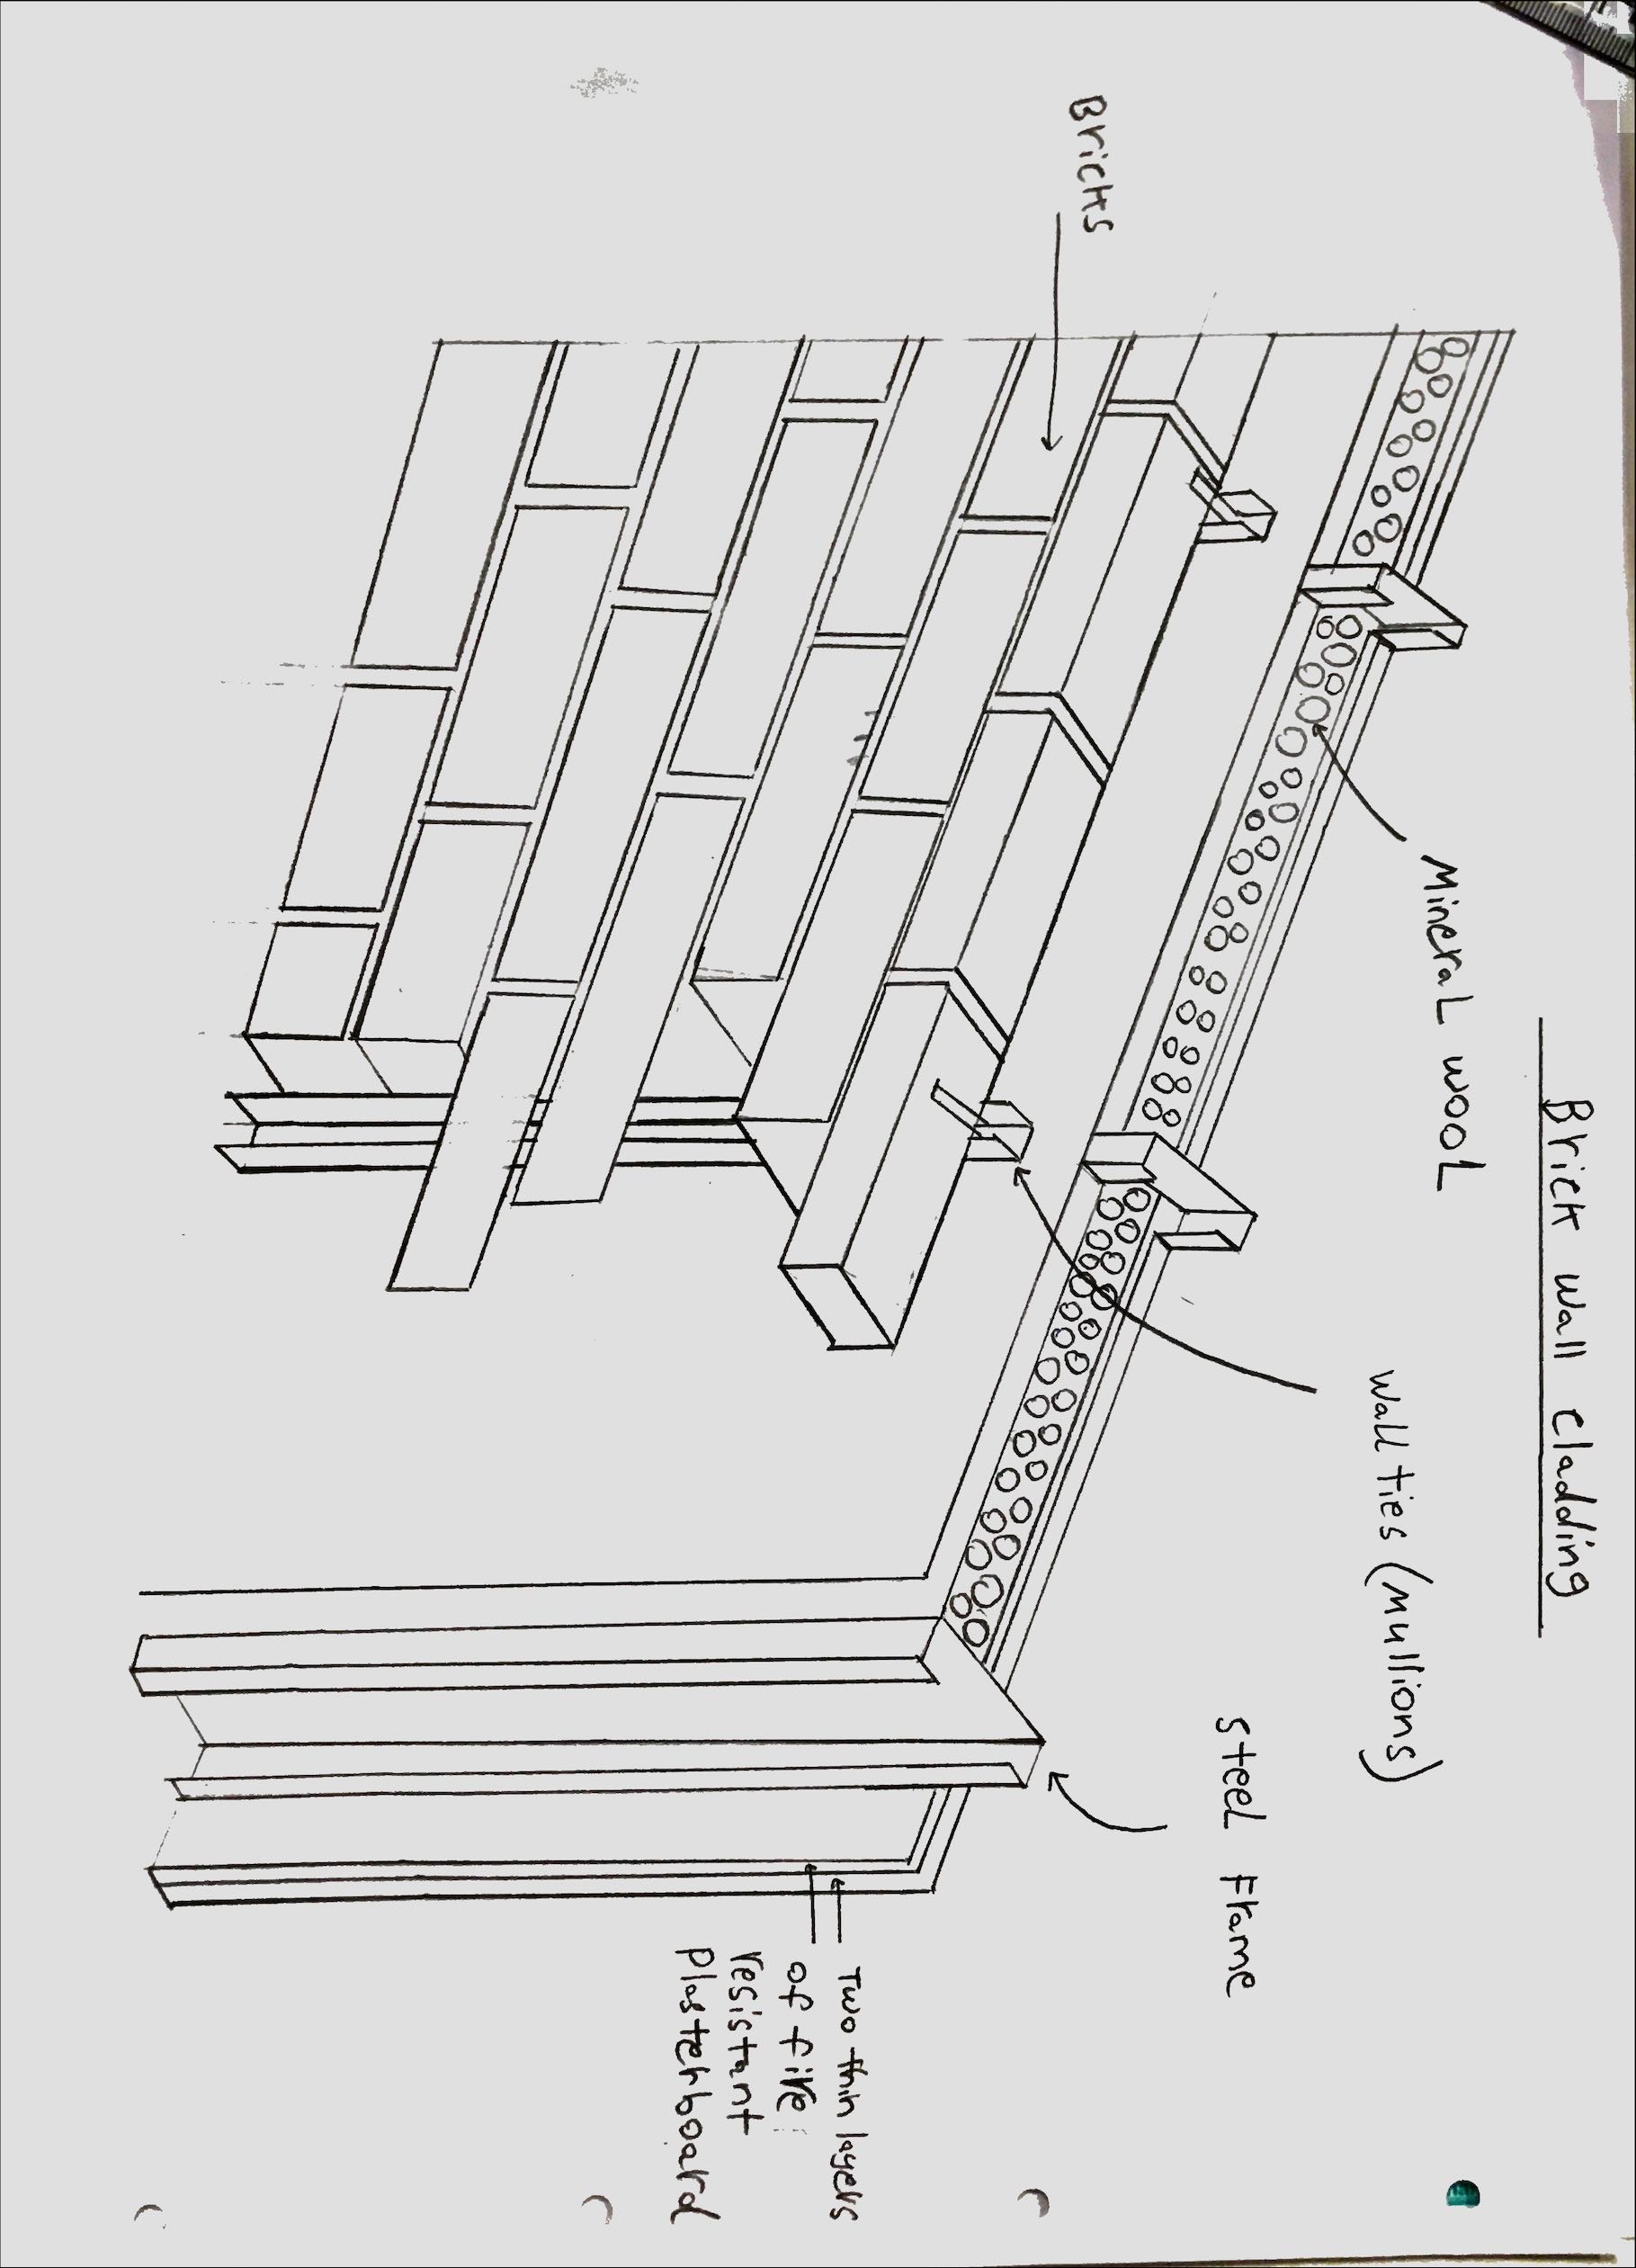 Brick Wall Cladding
Mineral Wool
Wall ties (Mullions)
Steel Frame
Bricks
Two thin layers
of fire
resistant
Plasterboard